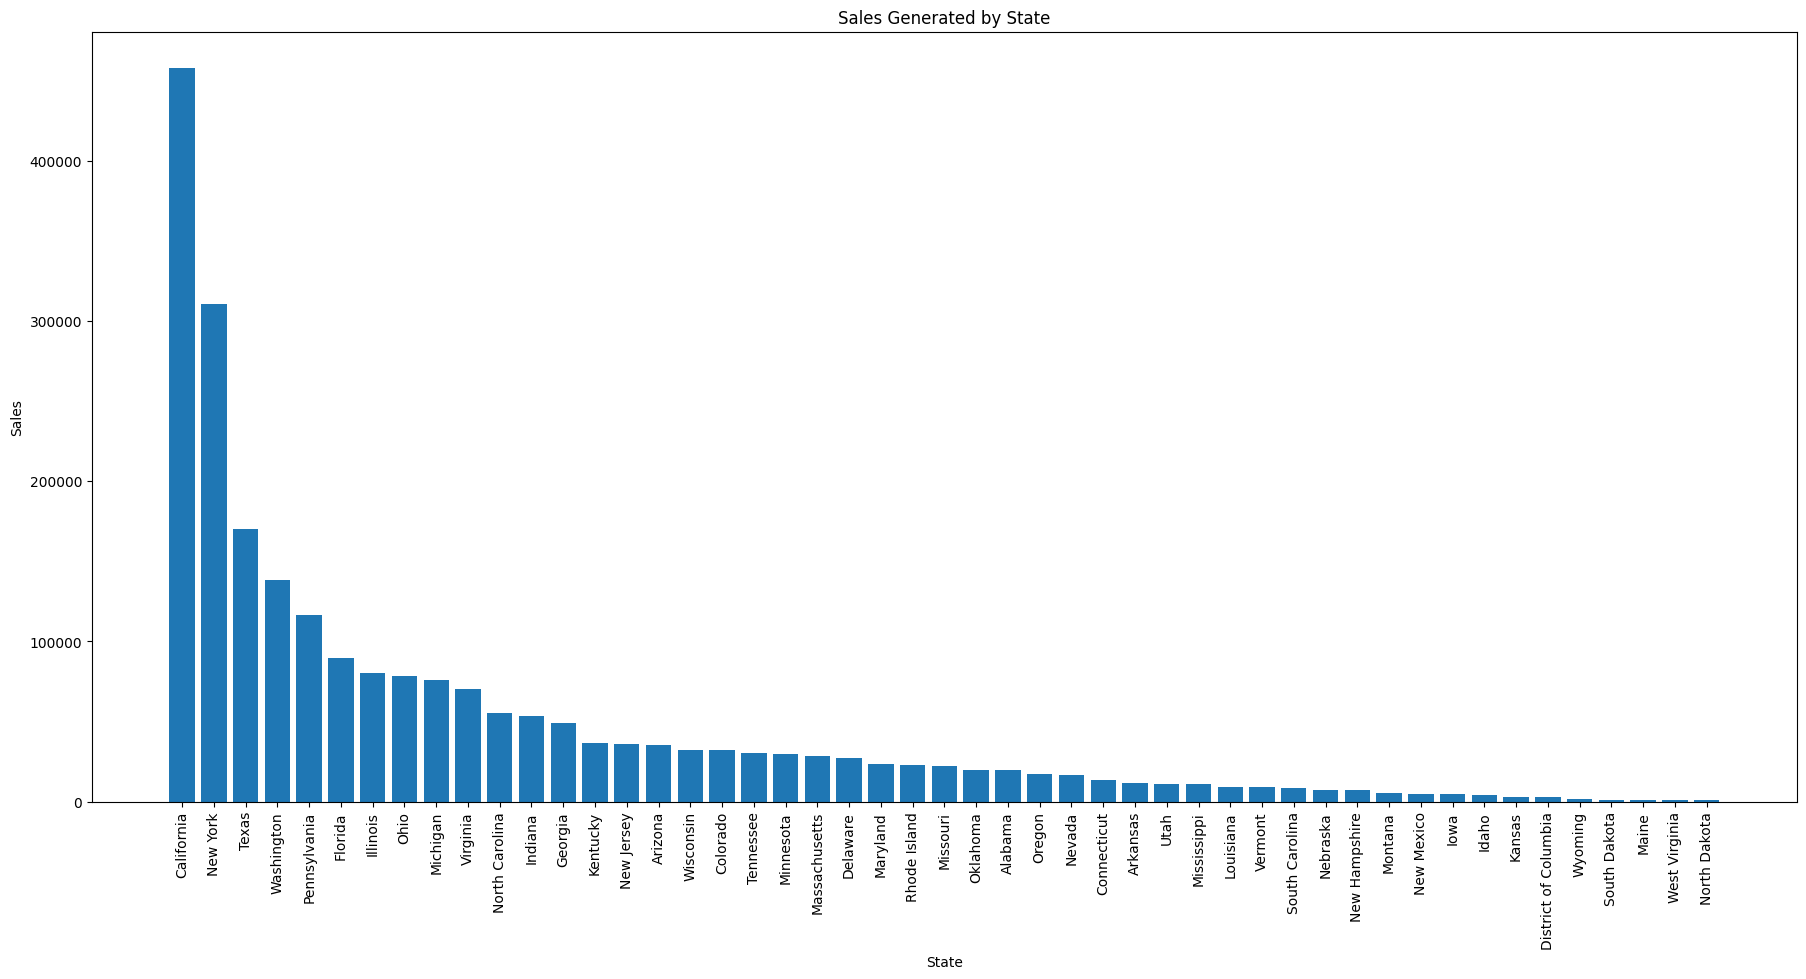 Sales Generated by State
Sales
400000
300000
200000
100000
0
California
New York
Texas
Washington
Pennsylvania
Florida
Illinois
Ohio
Michigan
Virginia
North Carolina
Indiana
Georgia
Kentucky
New Jersey
Arizona
Wisconsin
Colorado
Tennessee
Minnesota
Massachusetts
Delaware
Maryland
Rhode Island
Missouri
Oklahoma
Alabama
Oregon
Nevada
Connecticut
Arkansas
Utah
Mississippi
Louisiana
Vermont
South Carolina
Nebraska
New Hampshire
Montana
New Mexico
Iowa
Idaho
Kansas
District of Columbia
Wyoming
South Dakota
Maine
West Virginia
North Dakota
State